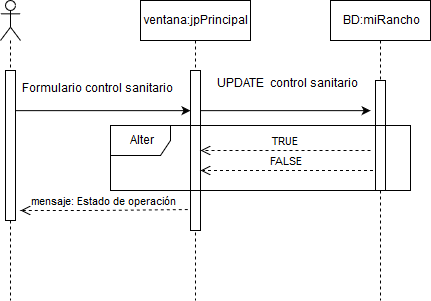 ventana:jpPrincipal
BD:miRancho
Formulario control sanitario
UPDATE control sanitario
Alter
TRUE
FALSE
mensaje: Estado de operación